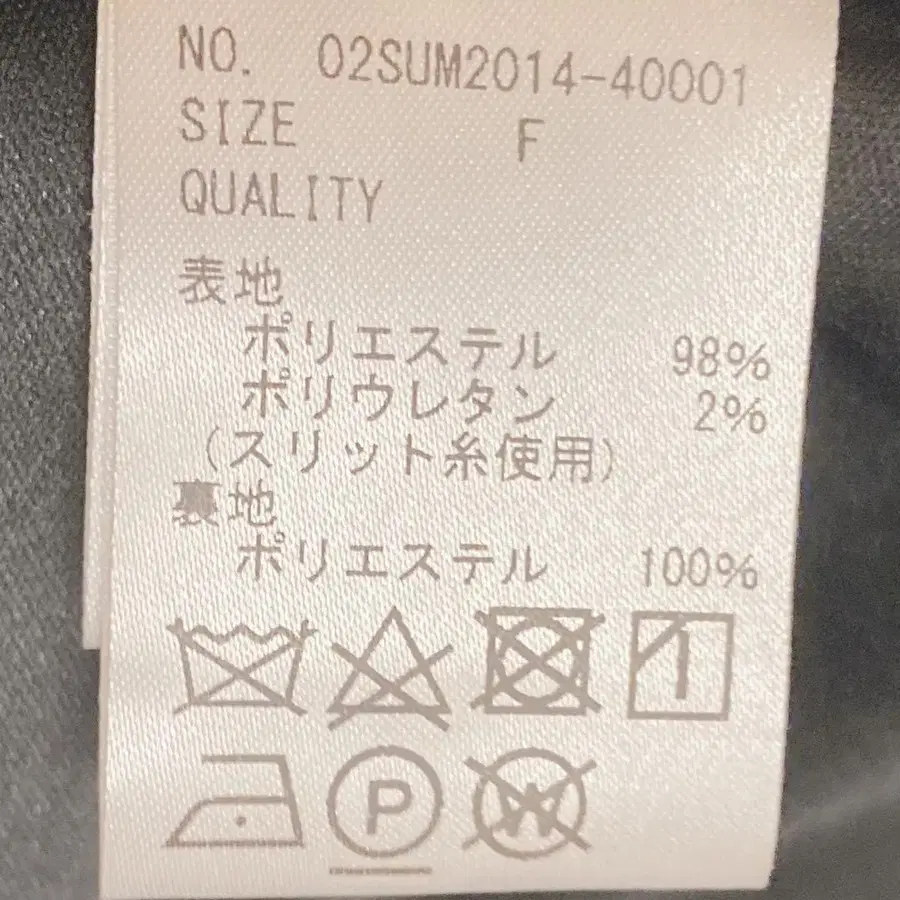 NO. 02SUM2014-40001
SIZE F
QUALITY
表地
ポリエステル 98%
ポリウレタン 2%
(スリット糸使用)
裏地
ポリエステル 100%
P
W